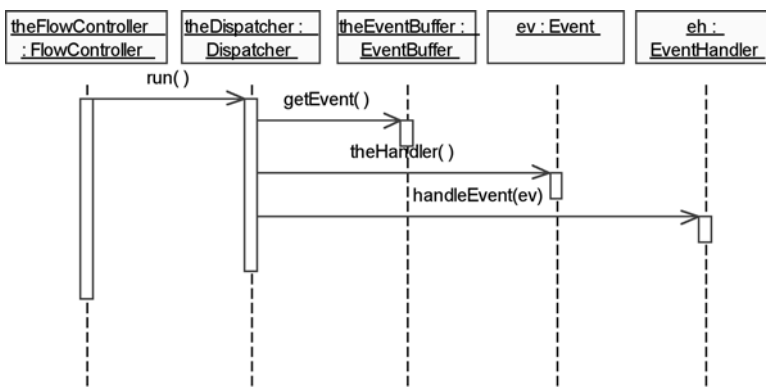 theFlowController
: FlowController
theDispatcher :
Dispatcher
theEventBuffer :
EventBuffer
ev : Event
eh :
EventHandler
run( )
getEvent( )
theHandler( )
handleEvent(ev)